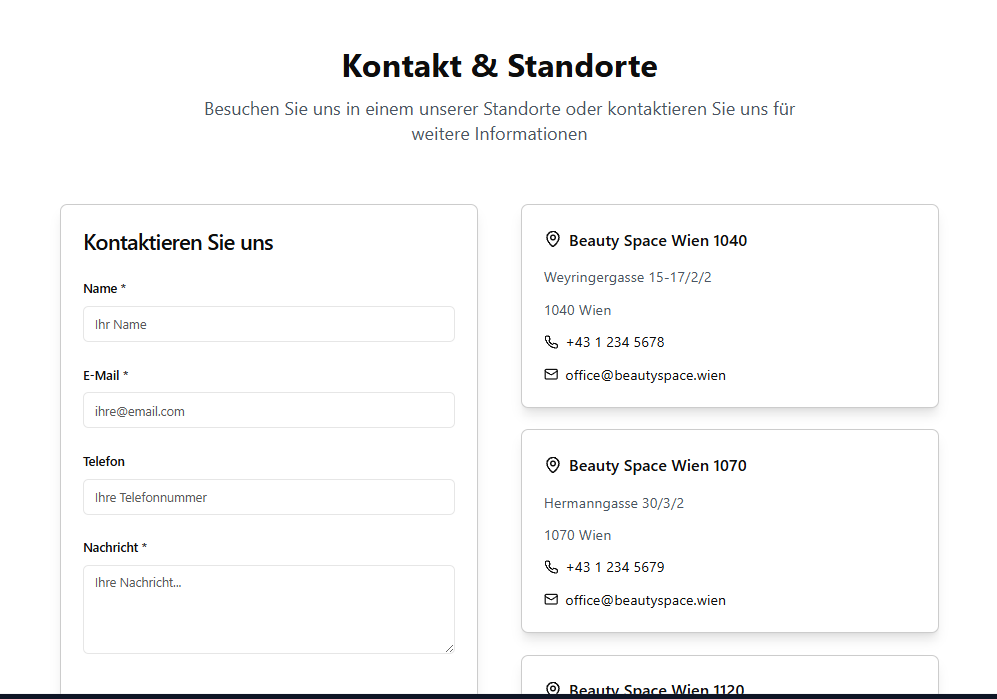 Kontakt & Standorte
Besuchen Sie uns in einem unserer Standorte oder kontaktieren Sie uns für
weitere Informationen
Kontaktieren Sie uns
Name *
Ihr Name
E-Mail *
ihre@email.com
Telefon
Ihre Telefonnummer
Nachricht *
Ihre Nachricht...
Beauty Space Wien 1040
Weyringergasse 15-17/2/2
1040 Wien
+43 1 234 5678
office@beautyspace.wien
Beauty Space Wien 1070
Hermanngasse 30/3/2
1070 Wien
+43 1 234 5679
office@beautyspace.wien
Beauty Space Wien 1120